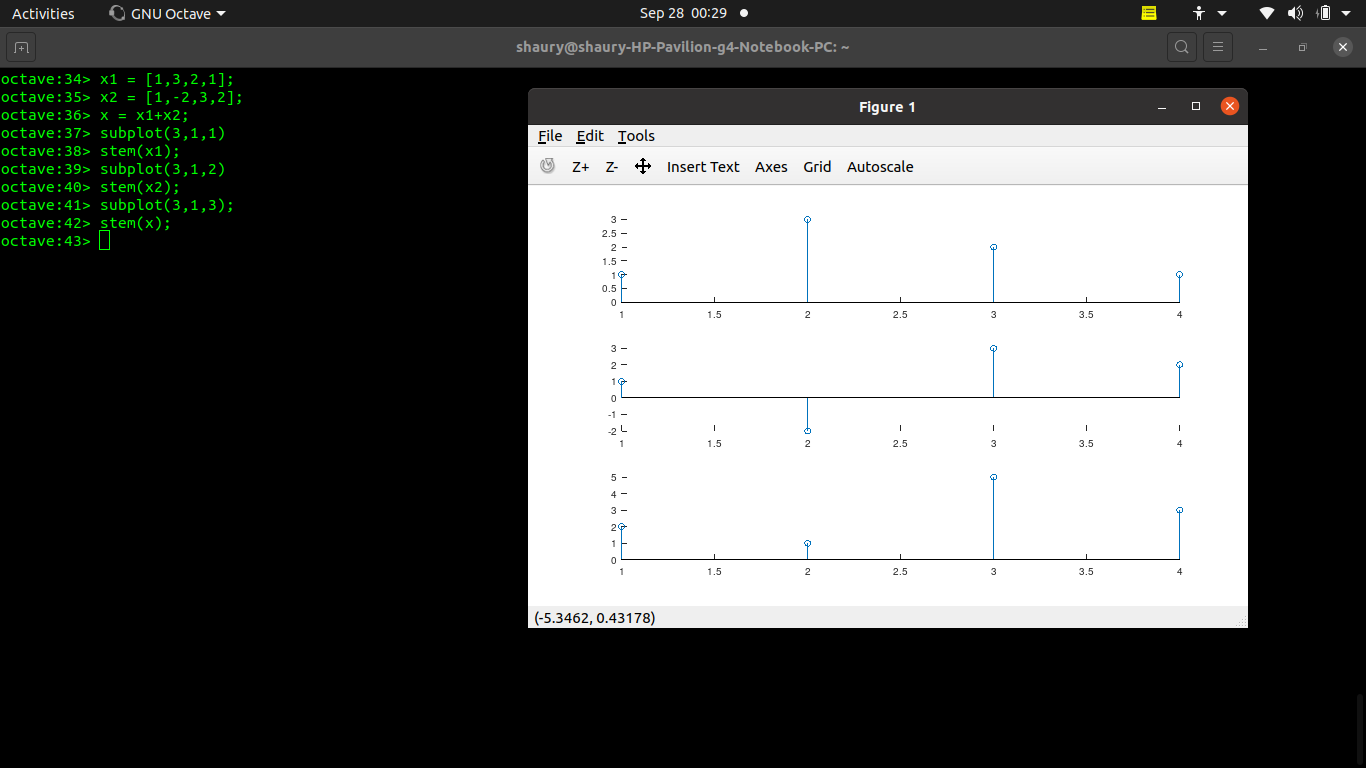 Activities GNU Octave Sep 28 00:29
shaury@shaury-HP-Pavilion-g4-Notebook-PC: ~
octave:34> x1 = [1,3,2,1];
octave:35> x2 = [1,-2,3,2];
octave:36> x = x1+x2;
octave:37> subplot(3,1,1)
octave:38> stem(x1);
octave:39> subplot(3,1,2)
octave:40> stem(x2);
octave:41> subplot(3,1,3);
octave:42> stem(x);
octave:43>
Figure 1
File Edit Tools
Z+ Z- Insert Text Axes Grid Autoscale
3
2.5
2
1.5
1
0.5
0
1 1.5 2 2.5 3 3.5 4
3
2
1
0
-1
-2
1 1.5 2 2.5 3 3.5 4
5
4
3
2
1
0
1 1.5 2 2.5 3 3.5 4
(-5.3462, 0.43178)